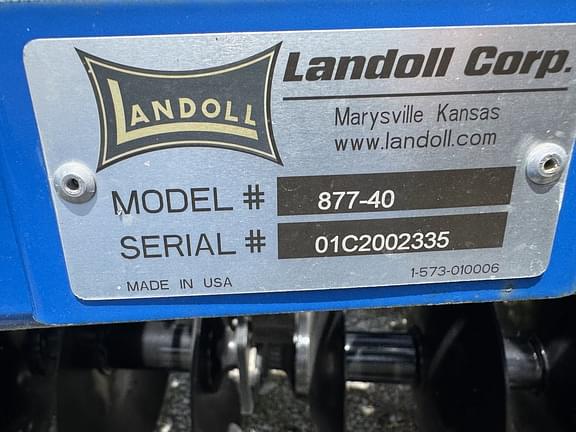 LANDOLL
Landoll Corp.
Marysville Kansas
www.landoll.com
MODEL # 877-40
SERIAL # 01C2002335
MADE IN USA 1-573-010006